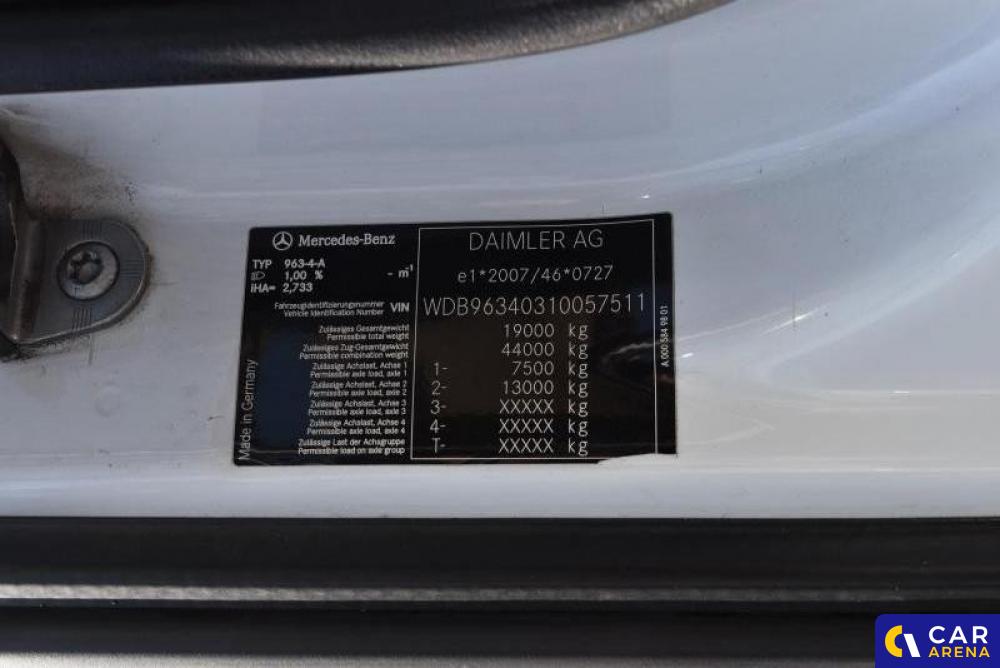 Mercedes-Benz
DAIMLER AG
TYP 963-4-A
1,00 % - m⁻¹
iHA= 2,733
e1*2007/46*0727
Fahrzeugidentifizierungsnummer
Vehicle Identification Number VIN WDB96340310057511
Zulässiges Gesamtgewicht
Permissible total weight 19000 kg
Zulässiges Zug-Gesamtgewicht
Permissible combination weight 44000 kg
Zulässige Achslast, Achse 1
Permissible axle load, axle 1 1- 7500 kg
Zulässige Achslast, Achse 2
Permissible axle load, axle 2 2- 13000 kg
Zulässige Achslast, Achse 3
Permissible axle load, axle 3 3- XXXXX kg
Zulässige Achslast, Achse 4
Permissible axle load, axle 4 4- XXXXX kg
Zulässige Last der Achsgruppe
Permissible load on axle group T- XXXXX kg
Made in Germany
A 000 584 98 01
CAR
ARENA